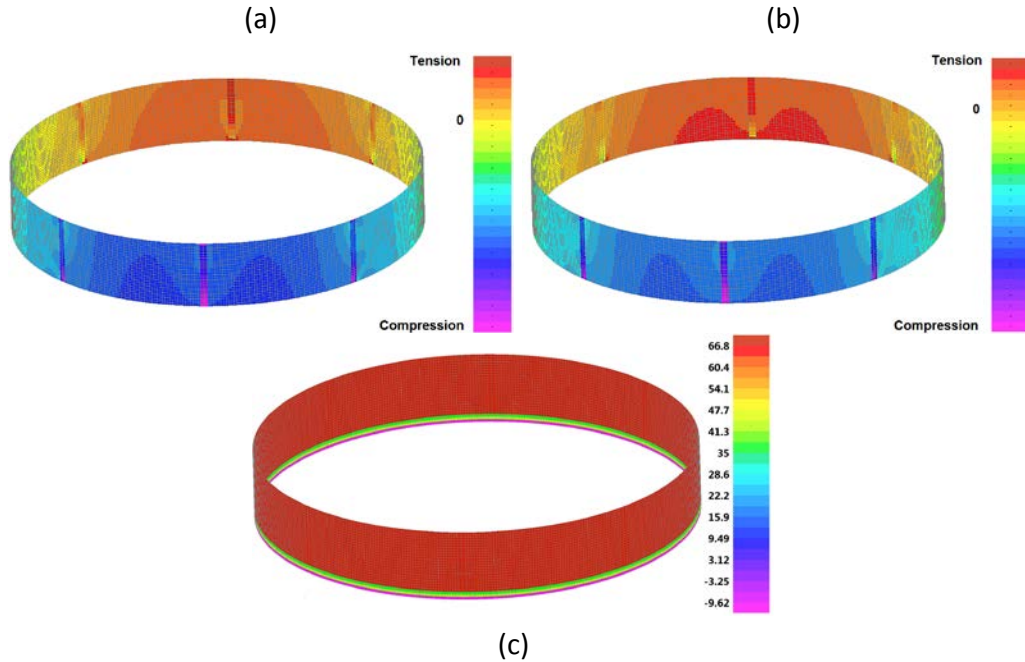 (a)
(b)
Tension
0
Compression
Tension
0
Compression
66.8
60.4
54.1
47.7
41.3
35
28.6
22.2
15.9
9.49
3.12
-3.25
-9.62
(c)